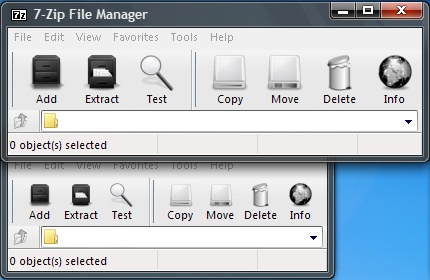 7z 7-Zip File Manager
File Edit View Favorites Tools Help
Add Extract Test Copy Move Delete Info
0 object(s) selected
File Edit View Favorites Tools Help
Add Extract Test Copy Move Delete Info
0 object(s) selected